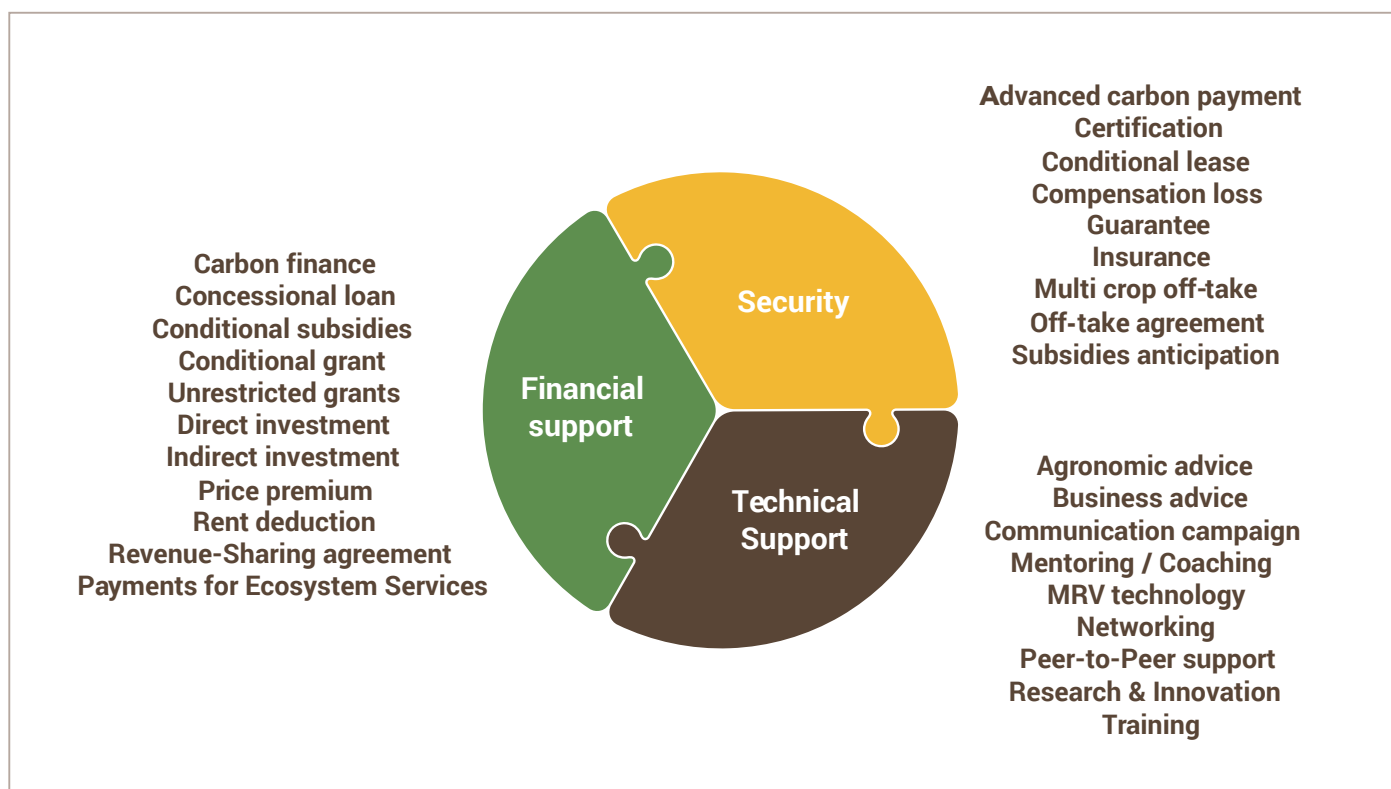 Advanced carbon payment
Certification
Conditional lease
Compensation loss
Guarantee
Insurance
Multi crop off-take
Off-take agreement
Subsidies anticipation
Carbon finance
Concessional loan
Conditional subsidies
Conditional grant
Unrestricted grants
Direct investment
Indirect investment
Price premium
Rent deduction
Revenue-Sharing agreement
Payments for Ecosystem Services
Security
Financial
support
Technical
Support
Agronomic advice
Business advice
Communication campaign
Mentoring / Coaching
MRV technology
Networking
Peer-to-Peer support
Research & Innovation
Training